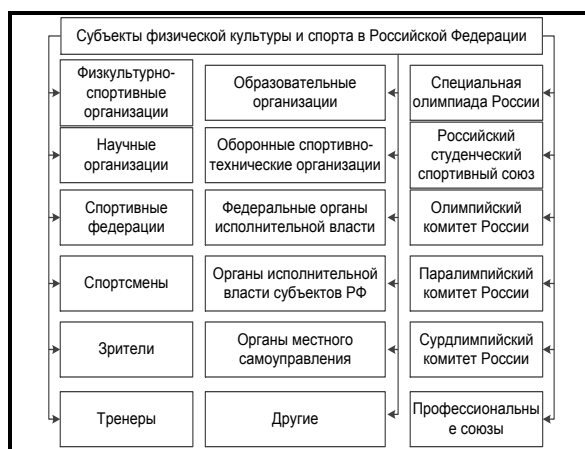 Субъекты физической культуры и спорта в Российской Федерации
Физкультурно-
спортивные
организации
Образовательные
организации
Специальная
олимпиада России
Научные
организации
Оборонные спортивно-
технические организации
Российский
студенческий
спортивный союз
Спортивные
федерации
Федеральные органы
исполнительной власти
Олимпийский
комитет России
Спортсмены
Органы исполнительной
власти субъектов РФ
Паралимпийский
комитет России
Зрители
Органы местного
самоуправления
Сурдлимпийский
комитет России
Тренеры
Другие
Профессиональны
е союзы